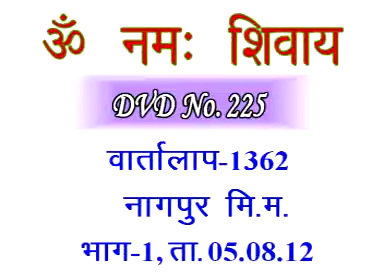 ॐ नमः शिवाय
DVD No. 225
वार्तालाप-1362
नागपुर मि.म.
भाग-1, ता. 05.08.12